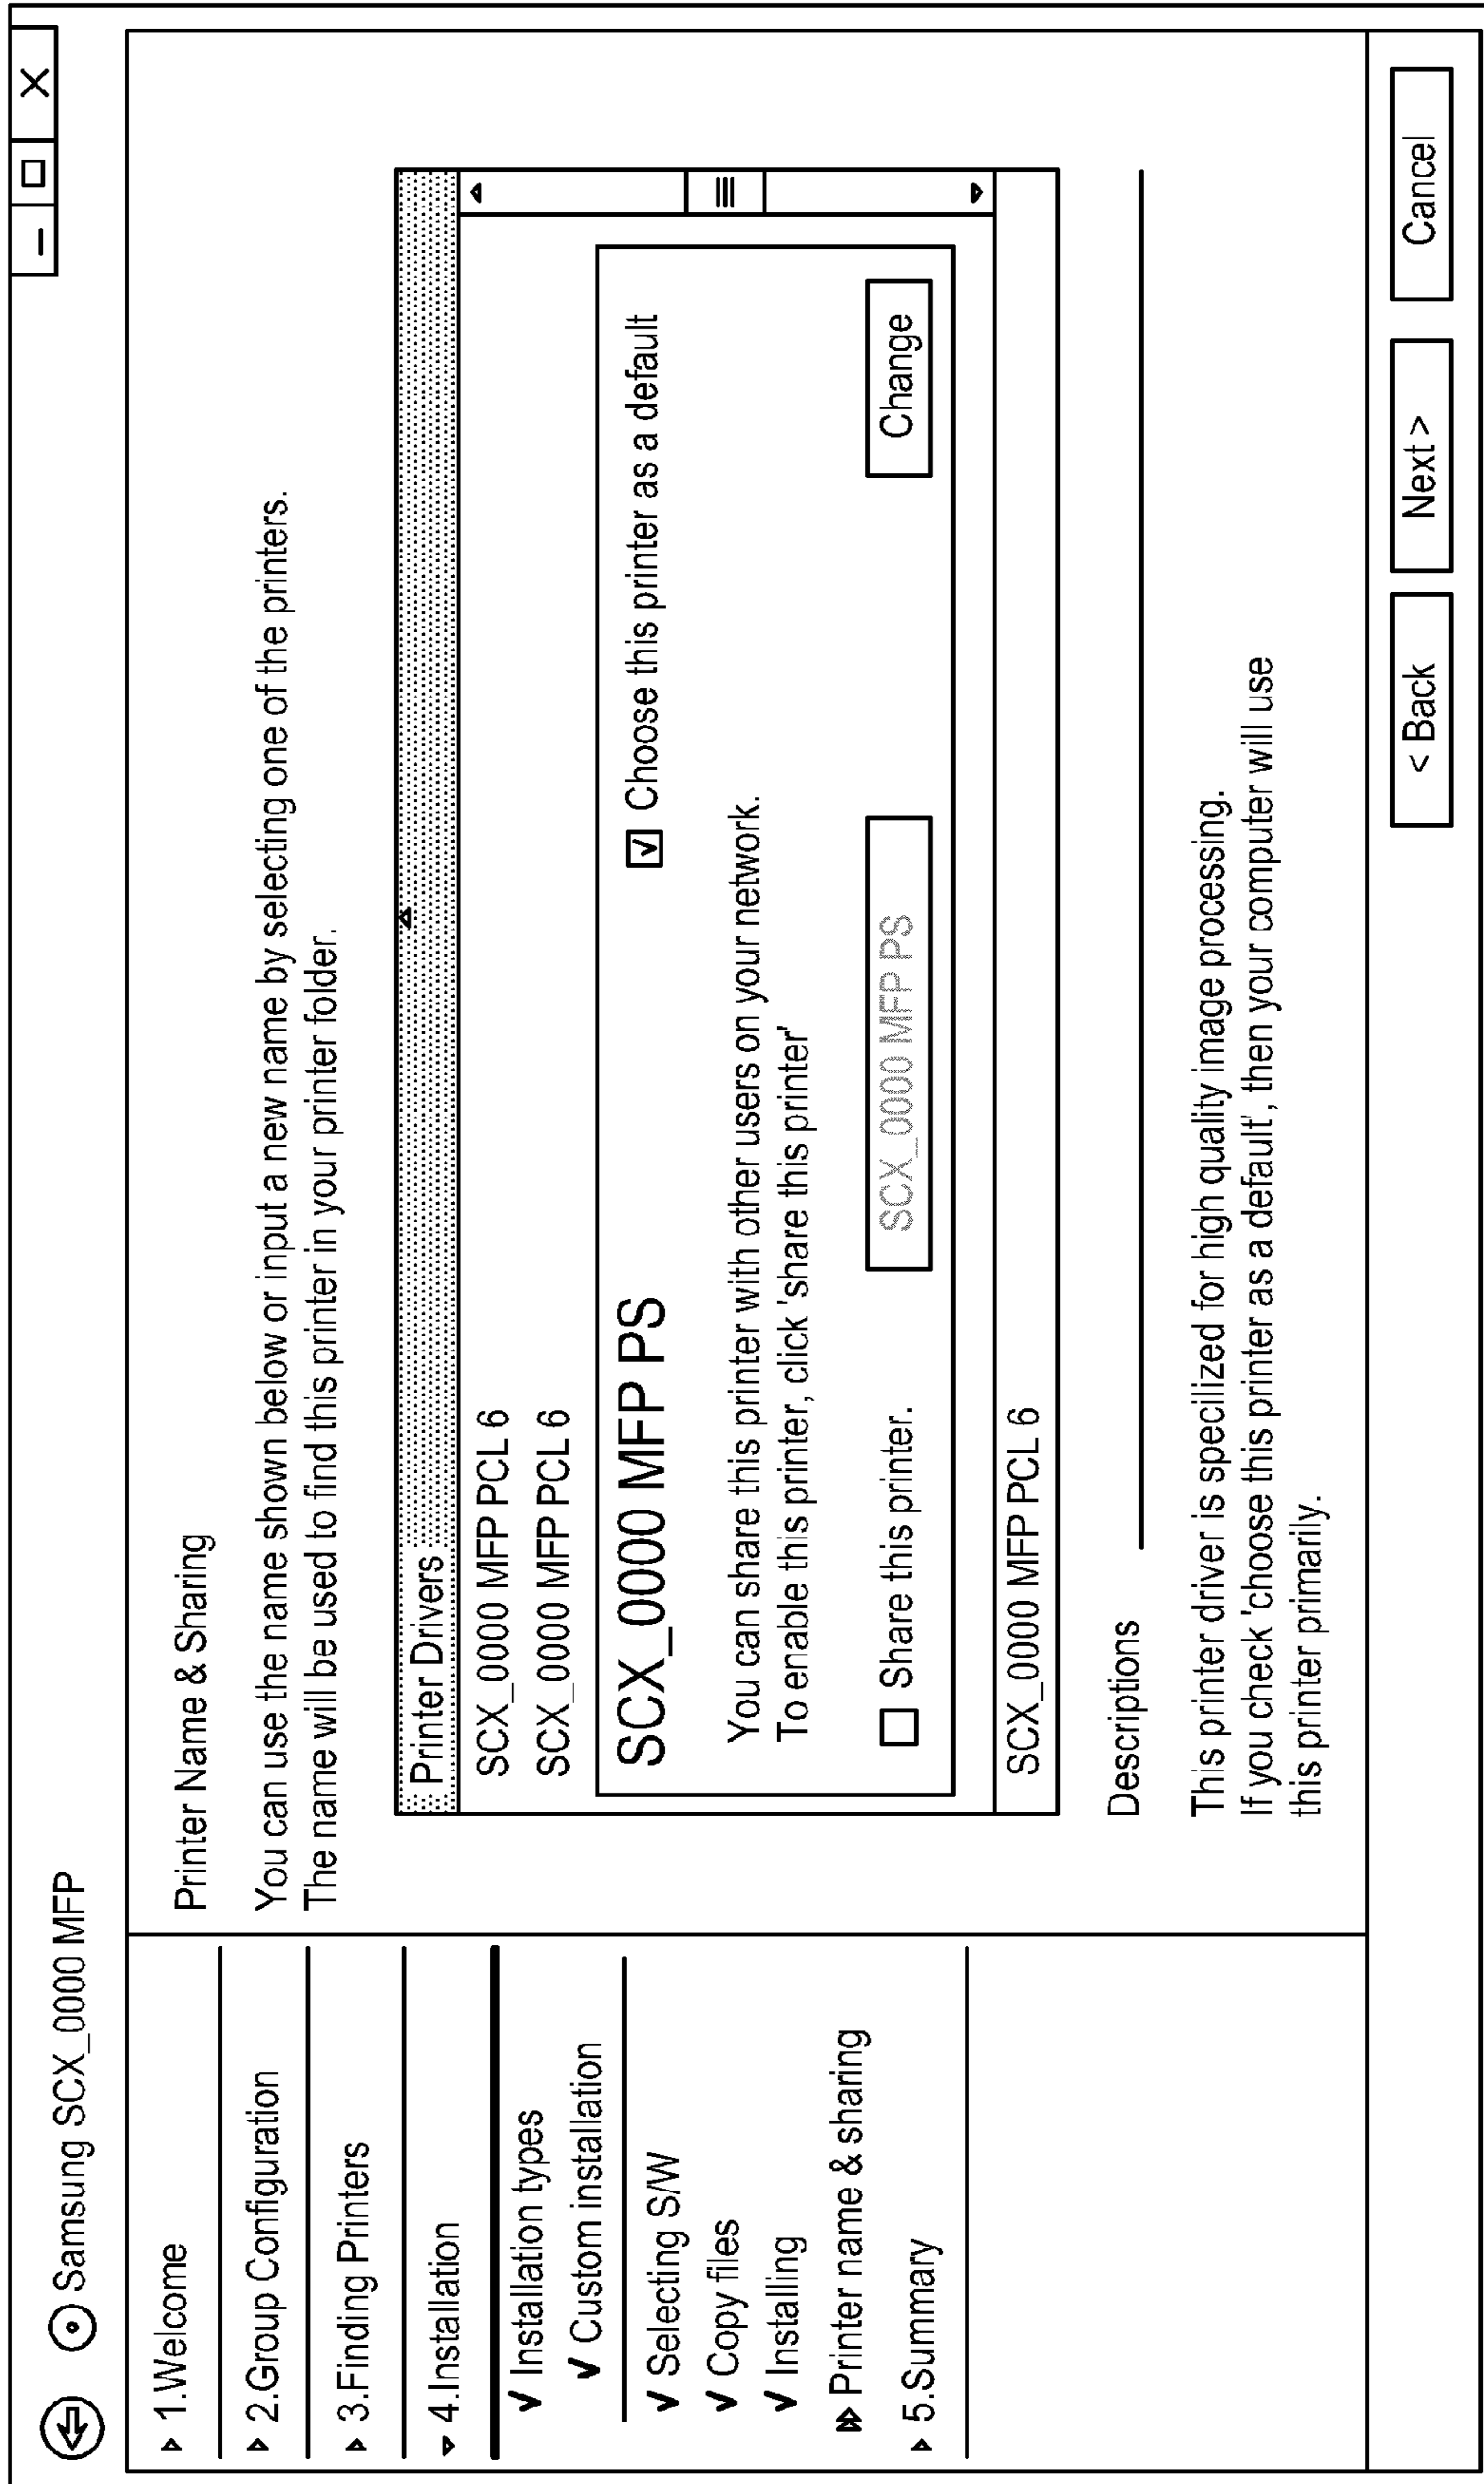 Samsung SCX_0000 MFP
1.Welcome
2.Group Configuration
3.Finding Printers
4.Installation
✓ Installation types
✓ Custom installation
✓ Selecting S/W
✓ Copy files
✓ Installing
Printer name & sharing
5.Summary
Printer Name & Sharing
You can use the name shown below or input a new name by selecting one of the printers.
The name will be used to find this printer in your printer folder.
Printer Drivers
SCX_0000 MFP PCL 6
SCX_0000 MFP PCL 6
SCX_0000 MFP PS
Choose this printer as a default
You can share this printer with other users on your network.
To enable this printer, click 'share this printer'
Share this printer.
SCX_0000 MFP PS
Change
SCX_0000 MFP PCL 6
Descriptions
This printer driver is specilized for high quality image processing.
If you check 'choose this printer as a default', then your computer will use
this printer primarily.
< Back
Next >
Cancel